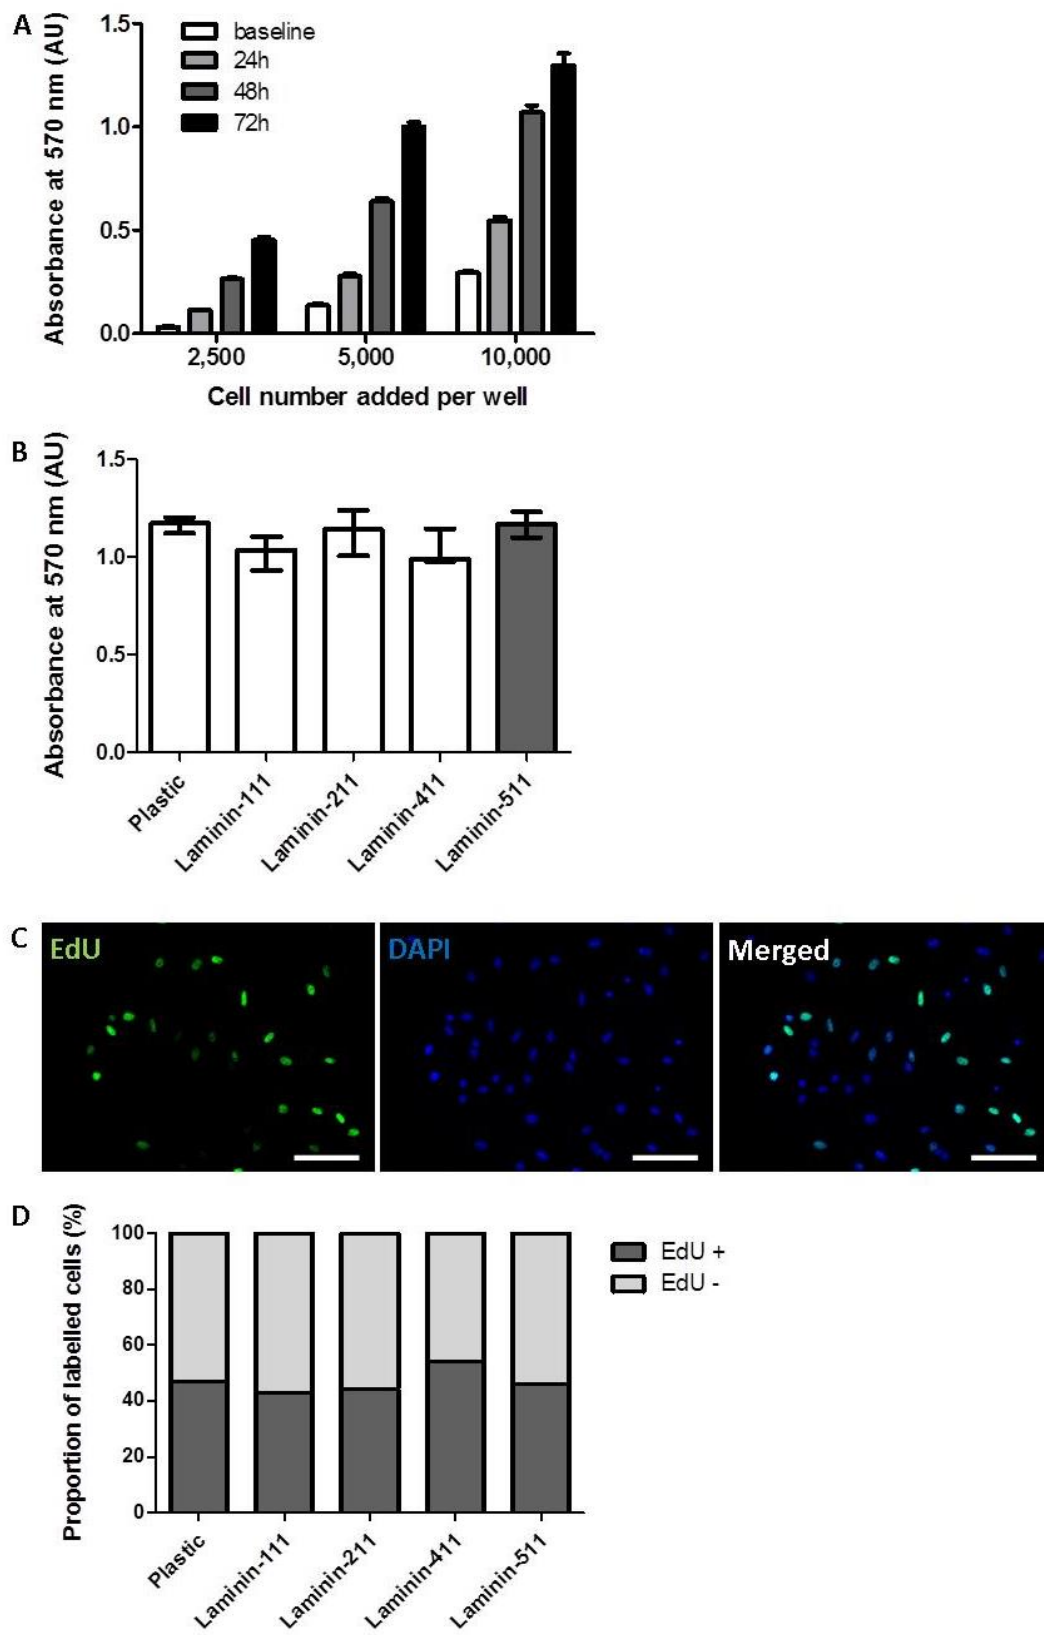 A
Absorbance at 570 nm (AU)
1.5
1.0
0.5
0.0
baseline
24h
48h
72h
2,500 5,000 10,000
Cell number added per well
B
Absorbance at 570 nm (AU)
1.5
1.0
0.5
0.0
Plastic
Laminin-111
Laminin-211
Laminin-411
Laminin-511
C
EdU
DAPI
Merged
D
Proportion of labelled cells (%)
100
80
60
40
20
0
EdU +
EdU -
Plastic
Laminin-111
Laminin-211
Laminin-411
Laminin-511